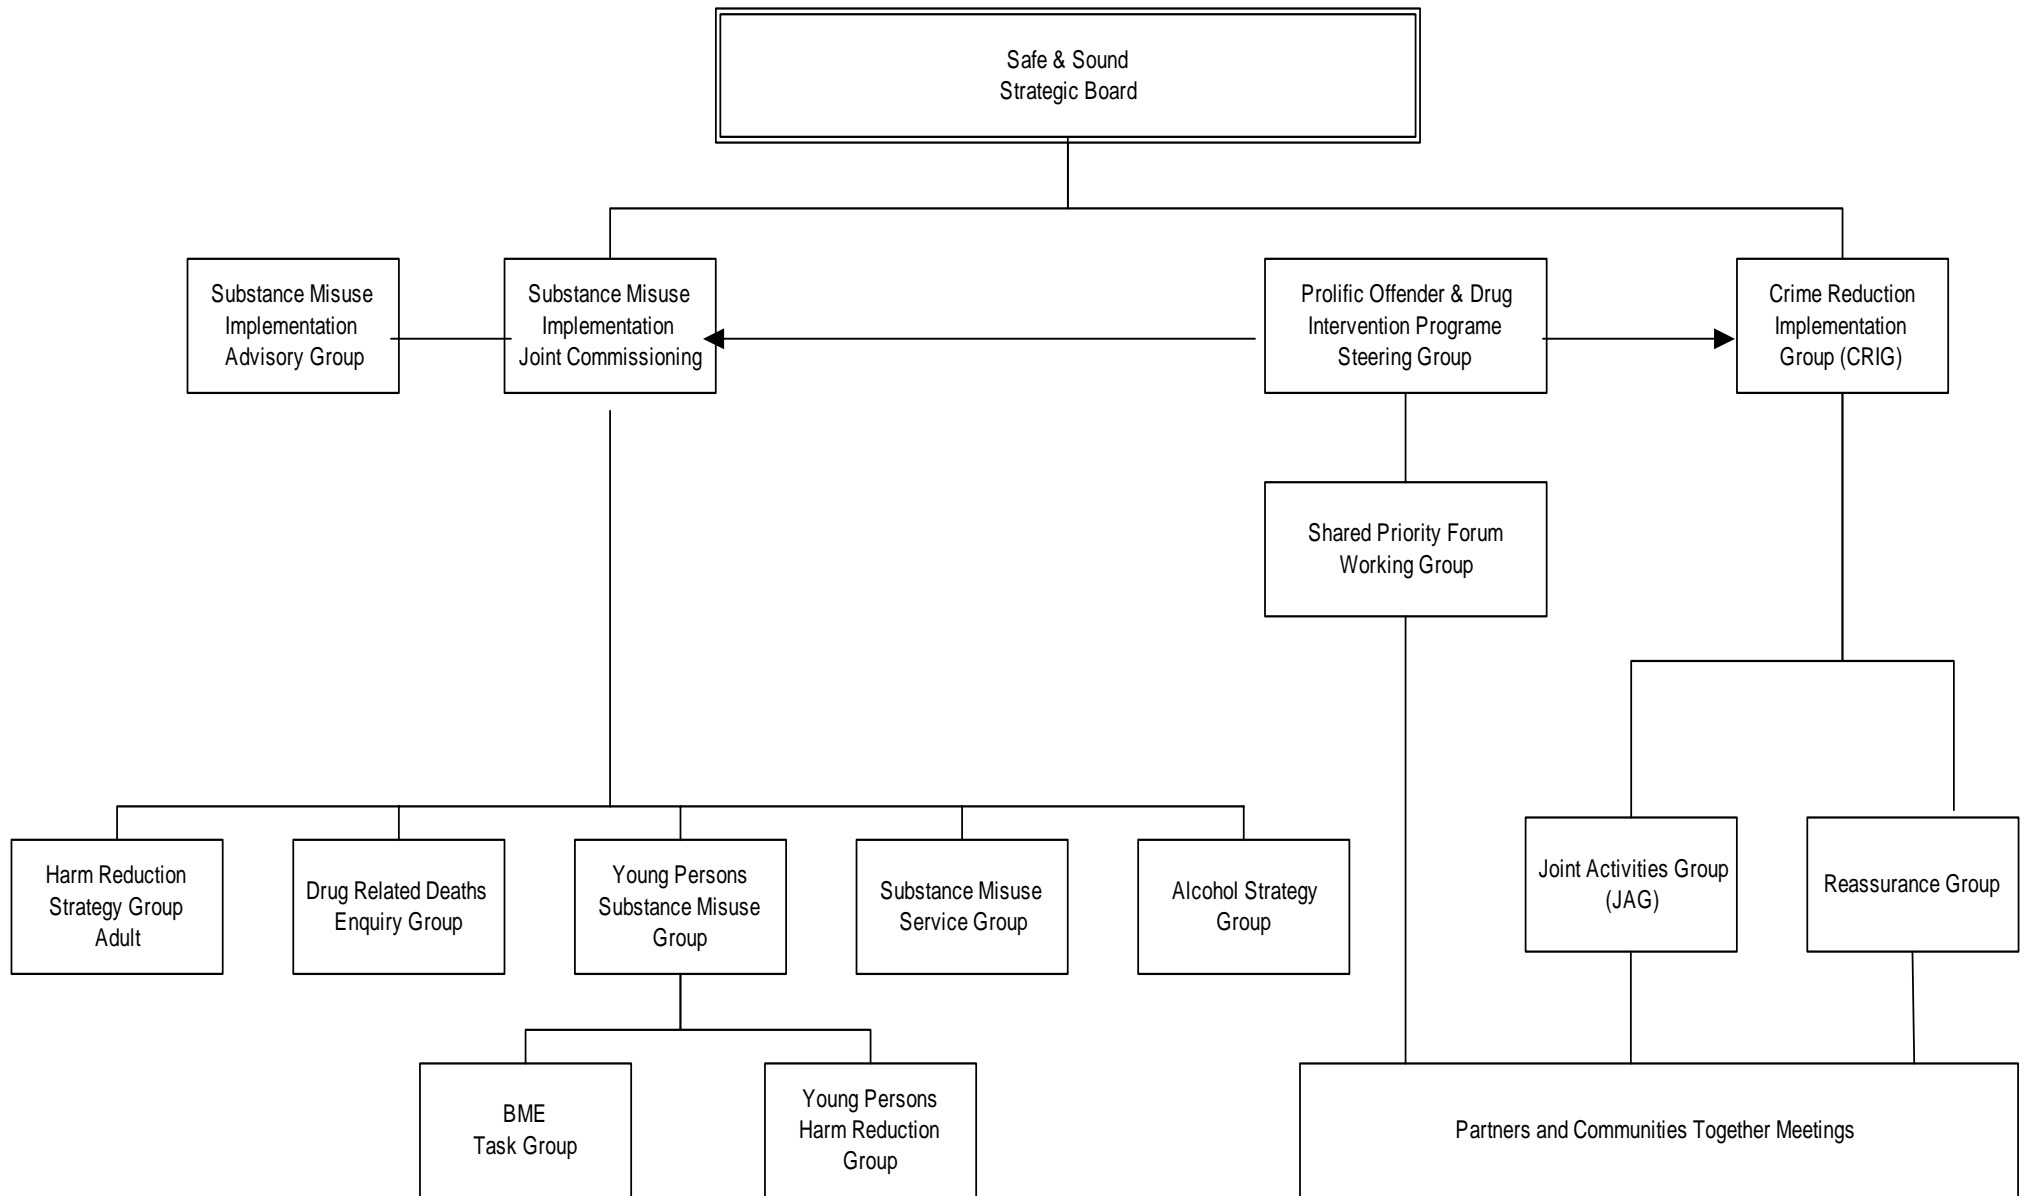 Safe & Sound
Strategic Board
Substance Misuse
Implementation
Advisory Group
Substance Misuse
Implementation
Joint Commissioning
Prolific Offender & Drug
Intervention Programe
Steering Group
Crime Reduction
Implementation
Group (CRIG)
Shared Priority Forum
Working Group
Harm Reduction
Strategy Group
Adult
Drug Related Deaths
Enquiry Group
Young Persons
Substance Misuse
Group
Substance Misuse
Service Group
Alcohol Strategy
Group
Joint Activities Group
(JAG)
Reassurance Group
BME
Task Group
Young Persons
Harm Reduction
Group
Partners and Communities Together Meetings